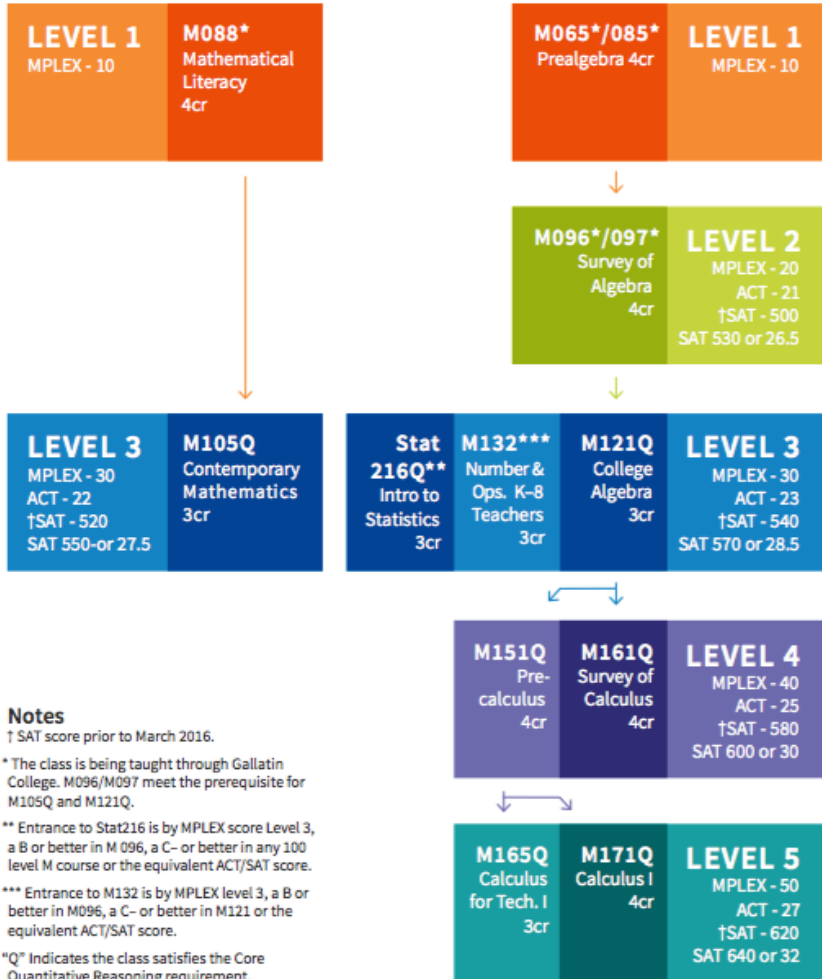 LEVEL 1
MPLEX - 10
M088*
Mathematical
Literacy
4cr
M065*/085*
Prealgebra 4cr
LEVEL 1
MPLEX - 10
M096*/097*
Survey of
Algebra
4cr
LEVEL 2
MPLEX - 20
ACT - 21
†SAT - 500
SAT 530 or 26.5
LEVEL 3
MPLEX - 30
ACT - 22
†SAT - 520
SAT 550-or 27.5
M105Q
Contemporary
Mathematics
3cr
Stat
216Q**
Intro to
Statistics
3cr
M132***
Number &
Ops. K–8
Teachers
3cr
M121Q
College
Algebra
3cr
LEVEL 3
MPLEX - 30
ACT - 23
†SAT - 540
SAT 570 or 28.5
M151Q
Pre-
calculus
4cr
M161Q
Survey of
Calculus
4cr
LEVEL 4
MPLEX - 40
ACT - 25
†SAT - 580
SAT 600 or 30
Notes
† SAT score prior to March 2016.
* The class is being taught through Gallatin
College. M096/M097 meet the prerequisite for
M105Q and M121Q.
** Entrance to Stat216 is by MPLEX score Level 3,
a B or better in M 096, a C– or better in any 100
level M course or the equivalent ACT/SAT score.
*** Entrance to M132 is by MPLEX level 3, a B or
better in M096, a C– or better in M121 or the
equivalent ACT/SAT score.
"Q" Indicates the class satisfies the Core
Quantitative Reasoning requirement
M165Q
Calculus
for Tech. I
3cr
M171Q
Calculus I
4cr
LEVEL 5
MPLEX - 50
ACT - 27
†SAT - 620
SAT 640 or 32